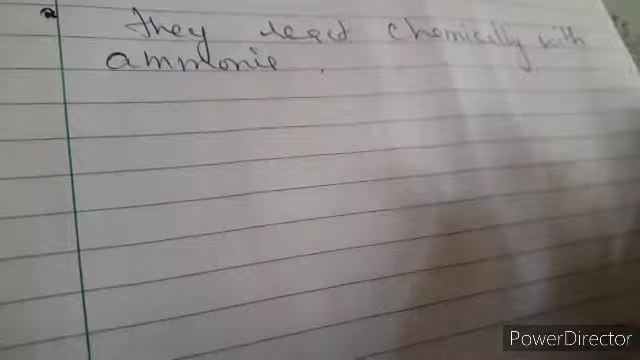 They react chemically with
ammonia.
PowerDirector